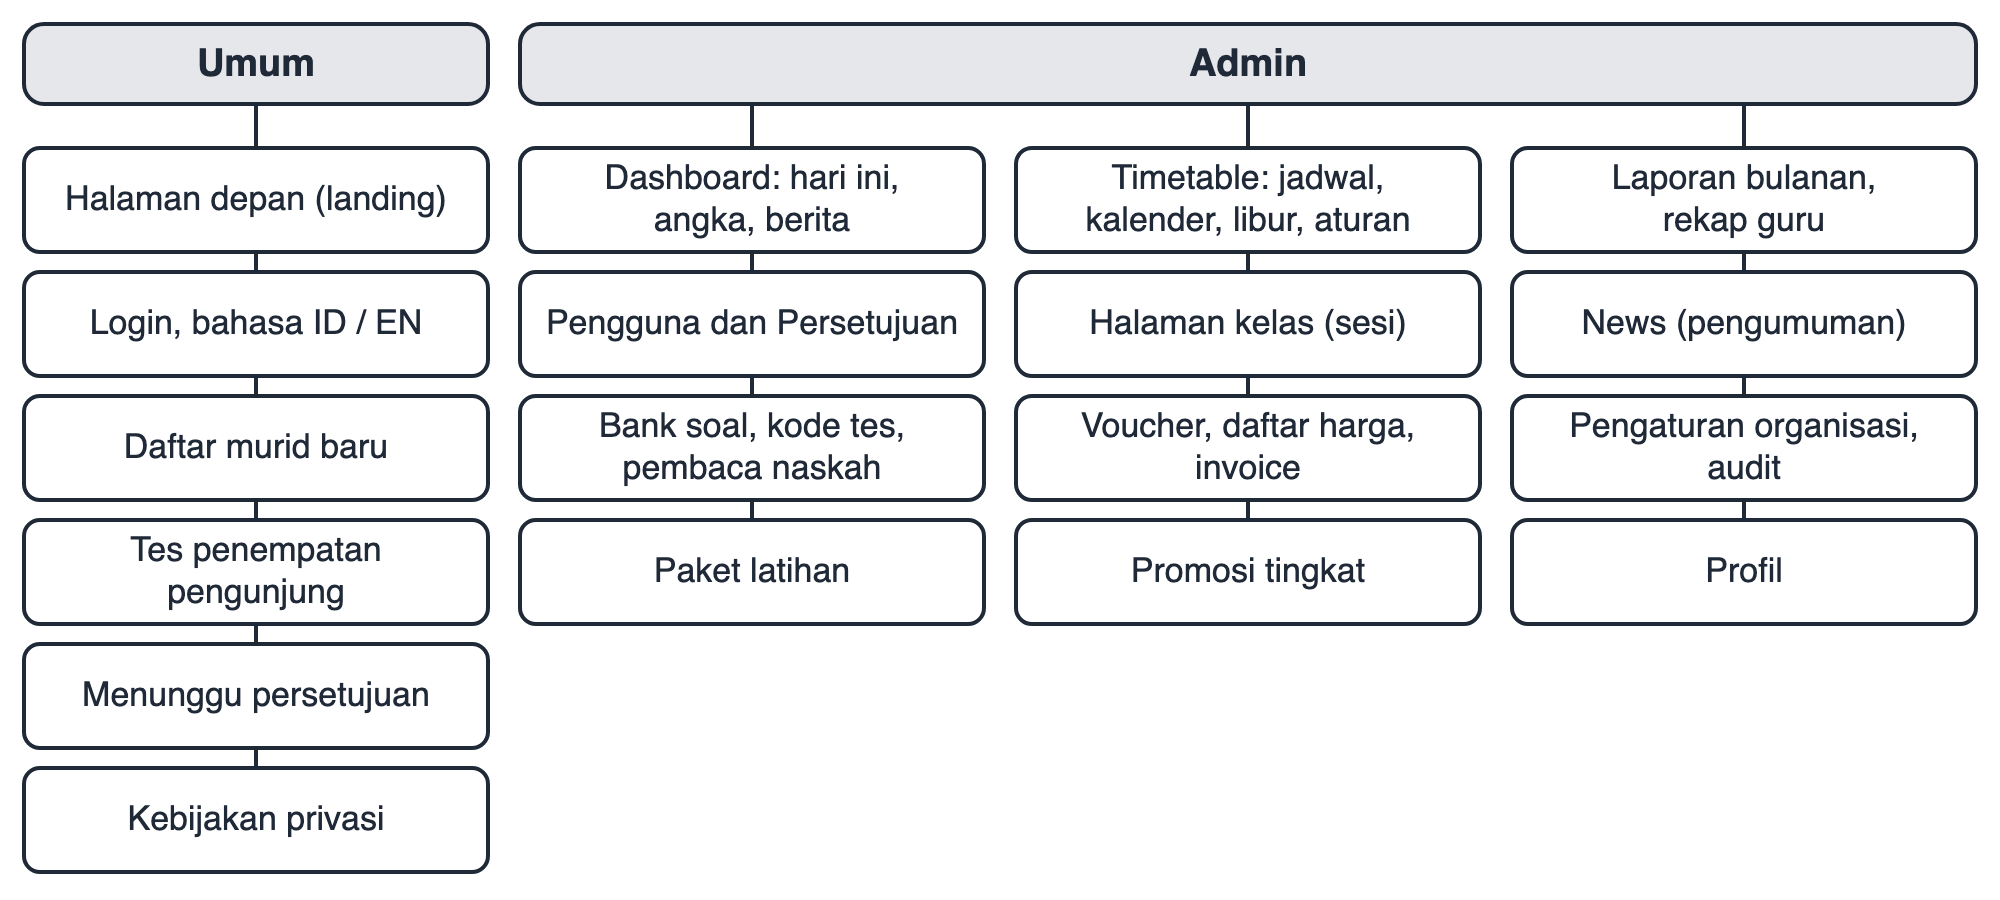 Umum
Halaman depan (landing)
Login, bahasa ID / EN
Daftar murid baru
Tes penempatan
pengunjung
Menunggu persetujuan
Kebijakan privasi
Admin
Dashboard: hari ini,
angka, berita
Pengguna dan Persetujuan
Bank soal, kode tes,
pembaca naskah
Paket latihan
Timetable: jadwal,
kalender, libur, aturan
Halaman kelas (sesi)
Voucher, daftar harga,
invoice
Promosi tingkat
Laporan bulanan,
rekap guru
News (pengumuman)
Pengaturan organisasi,
audit
Profil